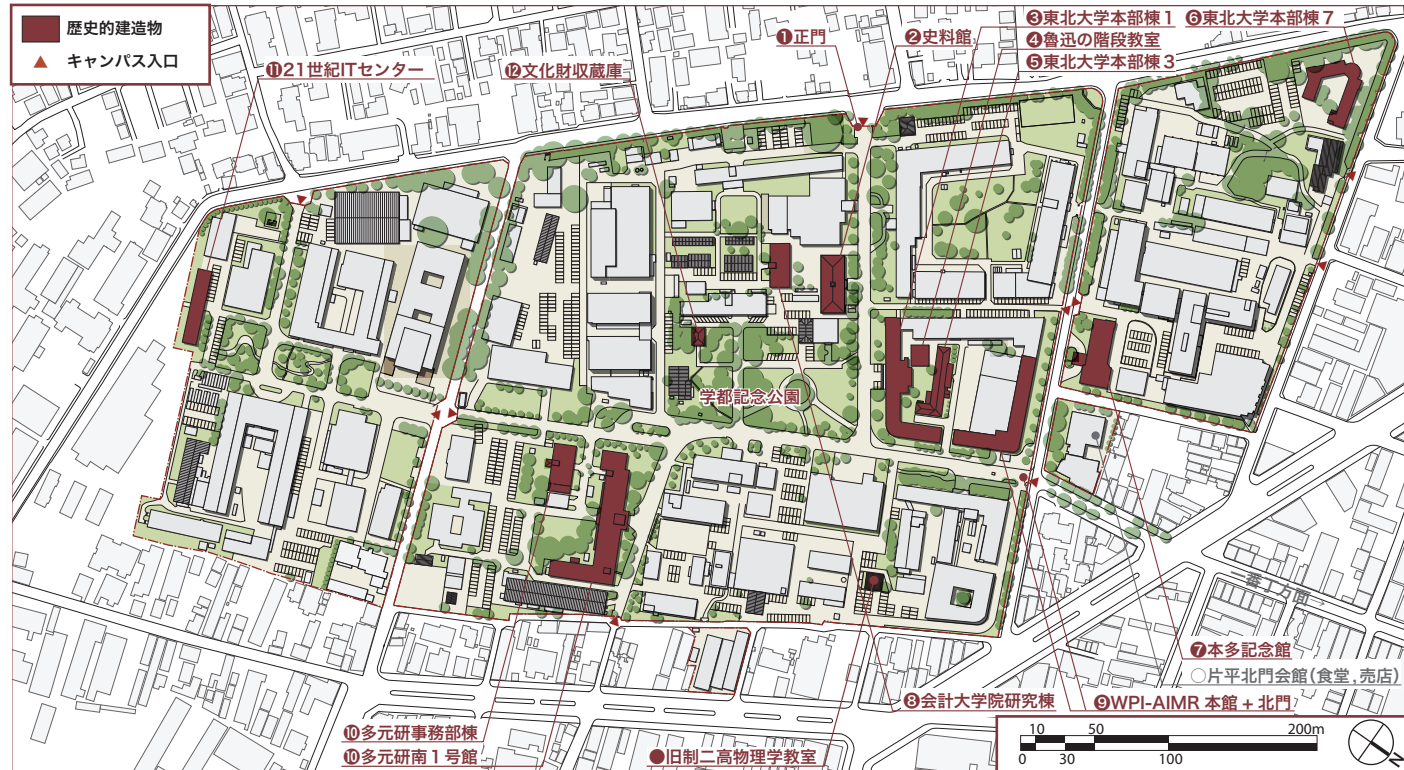 歴史的建造物
キャンパス入口
⓫21世紀ITセンター
⓬文化財収蔵庫
❶正門
❷史料館
❸東北大学本部棟1
❹魯迅の階段教室
❺東北大学本部棟3
❻東北大学本部棟7
学都記念公園
一番丁方面→
❼本多記念館
○片平北門会館(食堂,売店)
❽会計大学院研究棟
❾WPI-AIMR 本館 + 北門
❿多元研事務部棟
❿多元研南1号館
●旧制二高物理学教室
10 50 200m
0 30 100
N